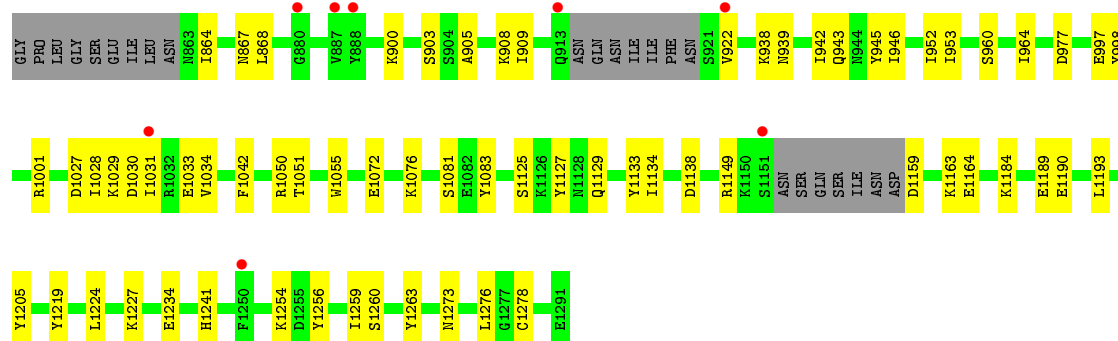 GLY PRO LEU GLY SER GLU ILE LEU ASN N863 I864 N867 L868 G880 V887 Y888 K900 S903 S904 A905 K908 I909 Q913 ASN GLN ASN ILE ILE PHE ASN S921 V922 K938 N939 I942 Q943 N944 Y945 I946 I952 I953 S960 I964 D977 E997 Y998
R1001 D1027 I1028 K1029 D1030 I1031 R1032 E1033 V1034 F1042 R1050 T1051 W1055 E1072 K1076 S1081 E1082 Y1083 S1125 K1126 Y1127 N1128 Q1129 Y1133 I1134 D1138 R1149 K1150 S1151 ASN SER GLN SER ILE ASN ASP D1159 K1163 E1164 K1184 E1189 E1190 L1193
Y1205 Y1219 L1224 K1227 E1234 H1241 F1250 K1254 D1255 Y1256 I1259 S1260 Y1263 N1273 L1276 G1277 C1278 E1291